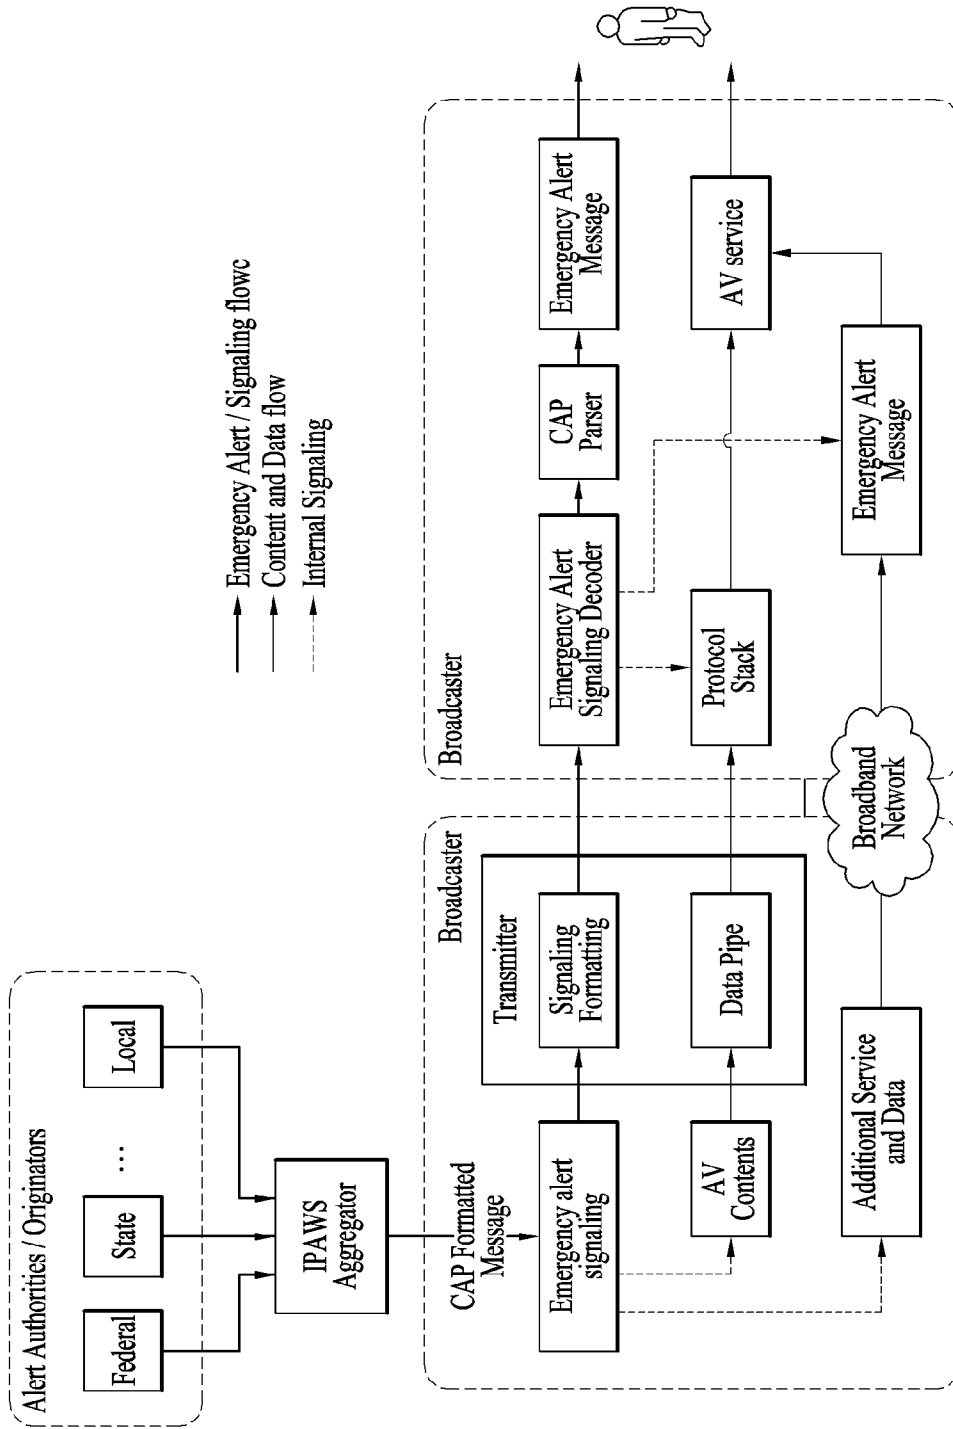 Alert Authorities / Originators
Federal
State
...
Local
IPAWS
Aggregator
Emergency Alert / Signaling flowc
Content and Data flow
Internal Signaling
CAP Formatted
Message
Broadcaster
Transmitter
Emergency alert
signaling
Signaling
Formatting
AV
Contents
Data Pipe
Additional Service
and Data
Broadband
Network
Broadcaster
Emergency Alert
Signaling Decoder
CAP
Parser
Emergency Alert
Message
Protocol
Stack
AV service
Emergency Alert
Message